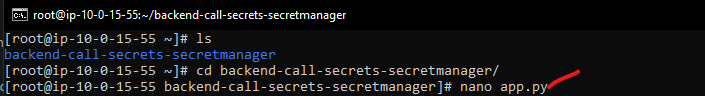 root@ip-10-0-15-55:~/backend-call-secrets-secretmanager
[root@ip-10-0-15-55 ~]# ls
backend-call-secrets-secretmanager
[root@ip-10-0-15-55 ~]# cd backend-call-secrets-secretmanager/
[root@ip-10-0-15-55 backend-call-secrets-secretmanager]# nano app.py